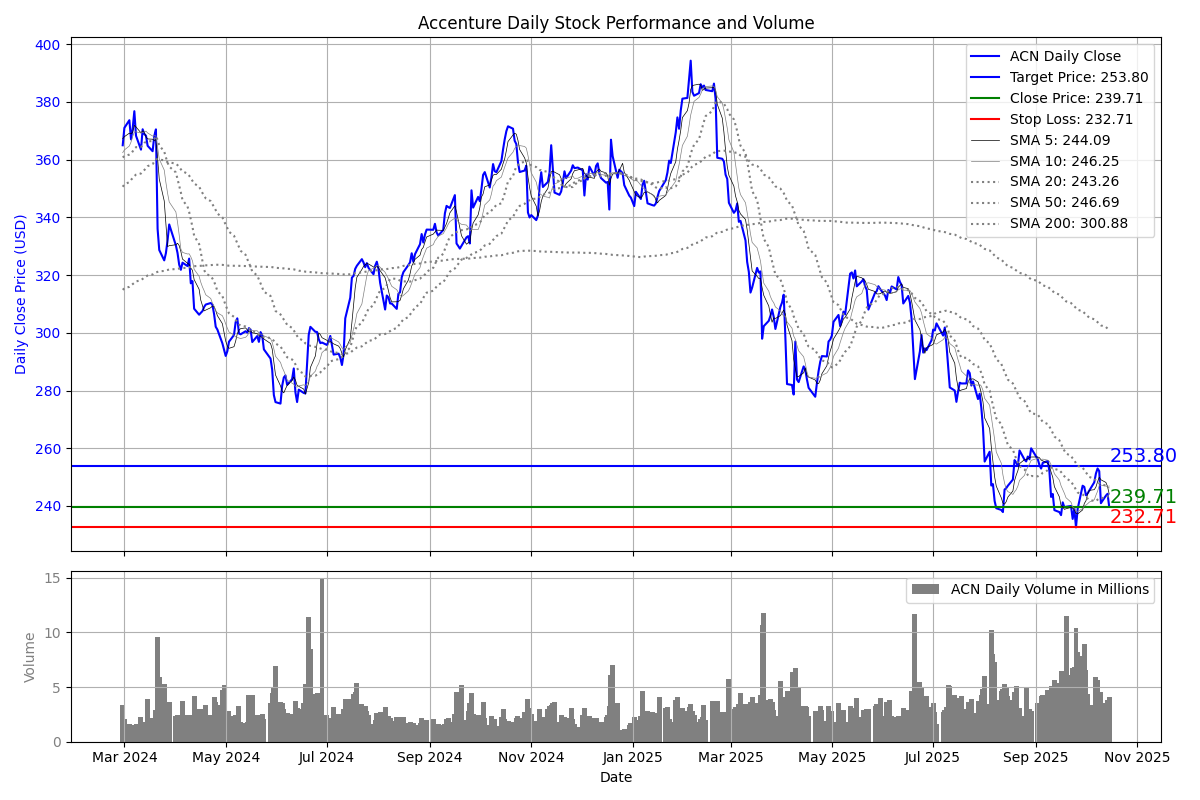 Accenture Daily Stock Performance and Volume
400
380
360
340
320
300
280
260
240
Daily Close Price (USD)
ACN Daily Close
Target Price: 253.80
Close Price: 239.71
Stop Loss: 232.71
SMA 5: 244.09
SMA 10: 246.25
SMA 20: 243.26
SMA 50: 246.69
SMA 200: 300.88
253.80
239.71
232.71
15
10
5
0
Volume
ACN Daily Volume in Millions
Mar 2024 May 2024 Jul 2024 Sep 2024 Nov 2024 Jan 2025 Mar 2025 May 2025 Jul 2025 Sep 2025 Nov 2025
Date